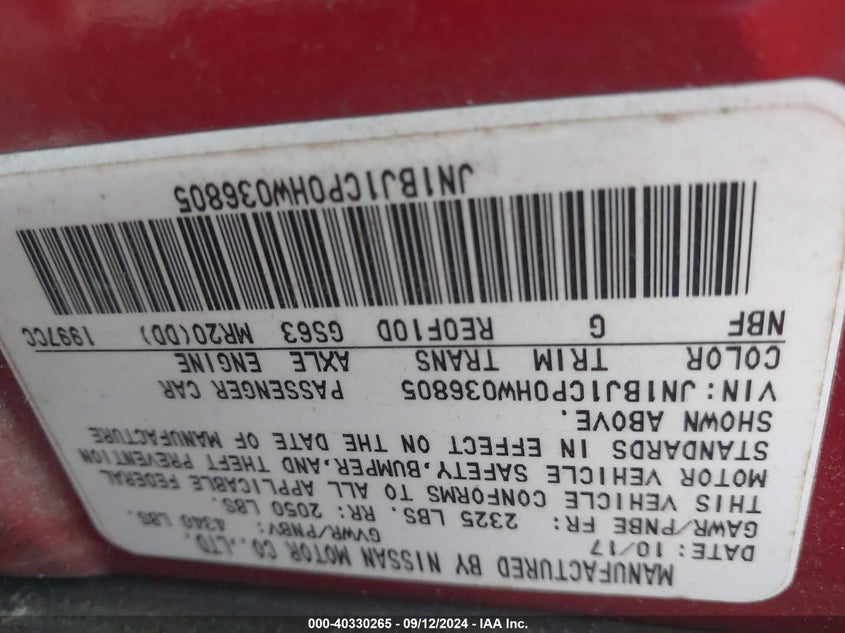 MANUFACTURED BY NISSAN MOTOR CO.,LTD.
DATE: 10/17 GVWR/PNBV: 4340 LBS.
GAWR/PNBE FR: 2325 LBS. RR: 2050 LBS.
THIS VEHICLE CONFORMS TO ALL APPLICABLE FEDERAL
MOTOR VEHICLE SAFETY,BUMPER,AND THEFT PREVENTION
STANDARDS IN EFFECT ON THE DATE OF MANUFACTURE
SHOWN ABOVE.
VIN: JN1BJ1CP0HW036805 PASSENGER CAR
COLOR TRIM TRANS AXLE ENGINE
NBF G RE0F10D GS63 MR20(DD) 1997CC
JN1BJ1CP0HW036805
000-40330265 - 09/12/2024 - IAA Inc.